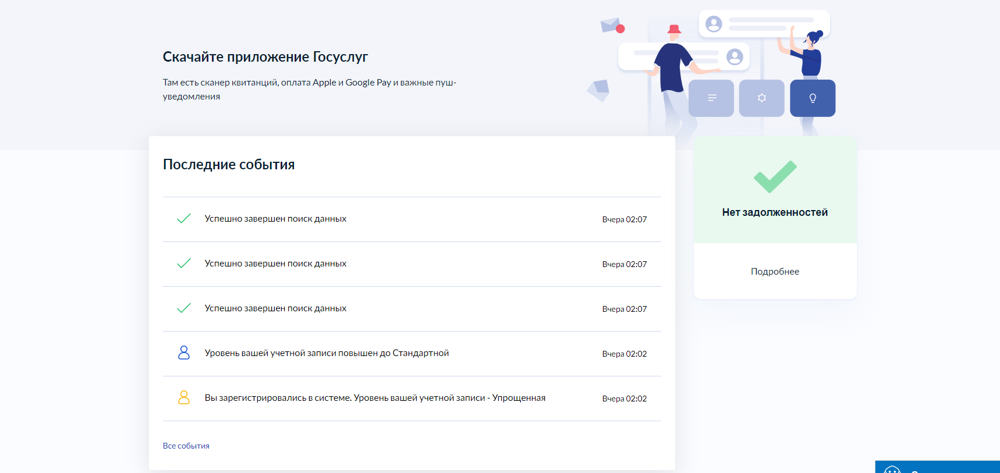 Скачайте приложение Госуслуг
Там есть сканер квитанций, оплата Apple и Google Pay и важные пуш-
уведомления
Последние события
Успешно завершен поиск данных
Вчера 02:07
Успешно завершен поиск данных
Вчера 02:07
Успешно завершен поиск данных
Вчера 02:07
Уровень вашей учетной записи повышен до Стандартной
Вчера 02:02
Вы зарегистрировались в системе. Уровень вашей учетной записи - Упрощенная
Вчера 02:02
Все события
Нет задолженностей
Подробнее